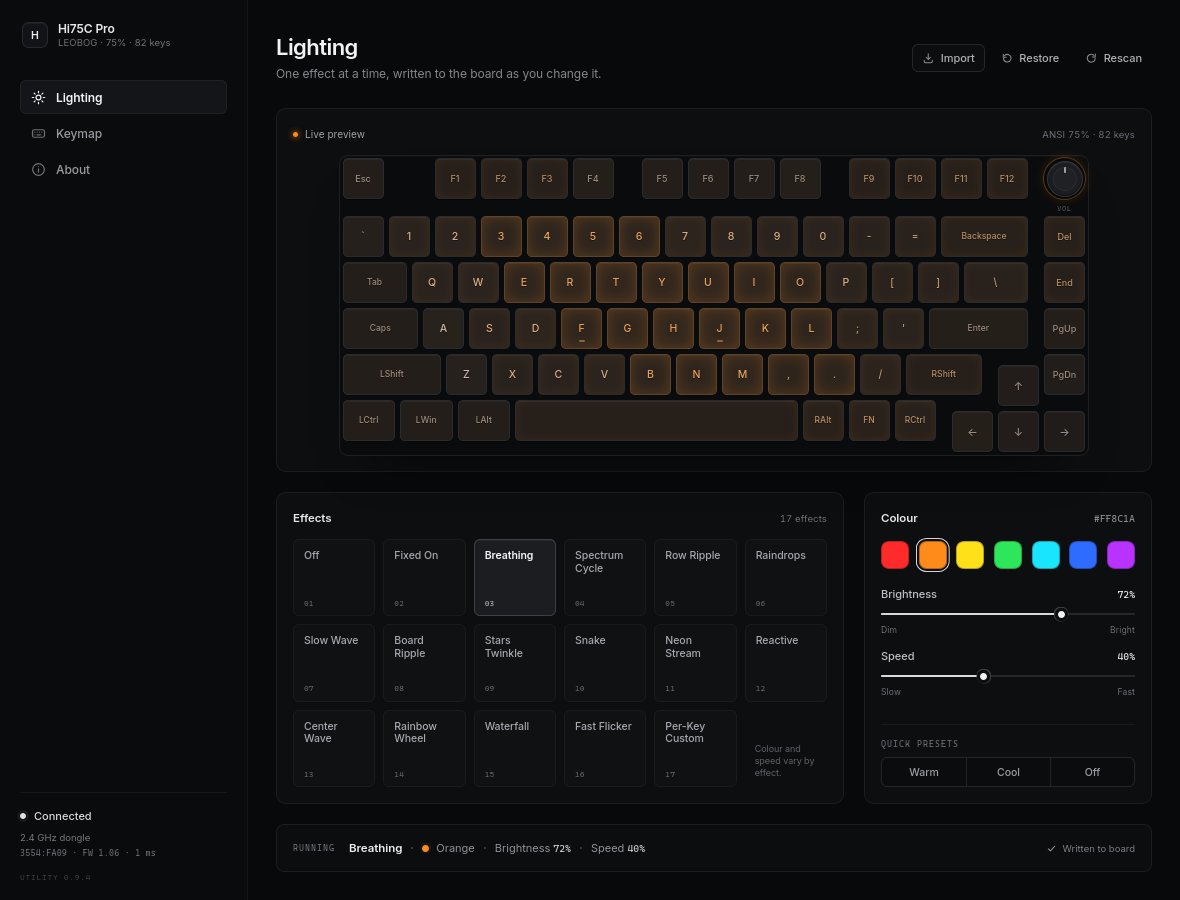 H
Hi75C Pro
LEOBOG · 75% · 82 keys
Lighting
Keymap
About
Lighting
One effect at a time, written to the board as you change it.
Import
Restore
Rescan
Live preview
ANSI 75% · 82 keys
Esc F1 F2 F3 F4 F5 F6 F7 F8 F9 F10 F11 F12
VOL
` 1 2 3 4 5 6 7 8 9 0 - = Backspace Del
Tab Q W E R T Y U I O P [ ] \ End
Caps A S D F G H J K L ; ' Enter PgUp
LShift Z X C V B N M , . / RShift ↑ PgDn
LCtrl LWin LAlt RAlt FN RCtrl ← ↓ →
Effects
17 effects
Off
01
Fixed On
02
Breathing
03
Spectrum
Cycle
04
Row Ripple
05
Raindrops
06
Slow Wave
07
Board
Ripple
08
Stars
Twinkle
09
Snake
10
Neon
Stream
11
Reactive
12
Center
Wave
13
Rainbow
Wheel
14
Waterfall
15
Fast Flicker
16
Per-Key
Custom
17
Colour and
speed vary by
effect.
Colour
#FF8C1A
Brightness
72%
Dim
Bright
Speed
40%
Slow
Fast
QUICK PRESETS
Warm
Cool
Off
RUNNING Breathing · Orange · Brightness 72% · Speed 40%
Written to board
Connected
2.4 GHz dongle
3554:FA09 · FW 1.06 · 1 ms
UTILITY 0.9.4